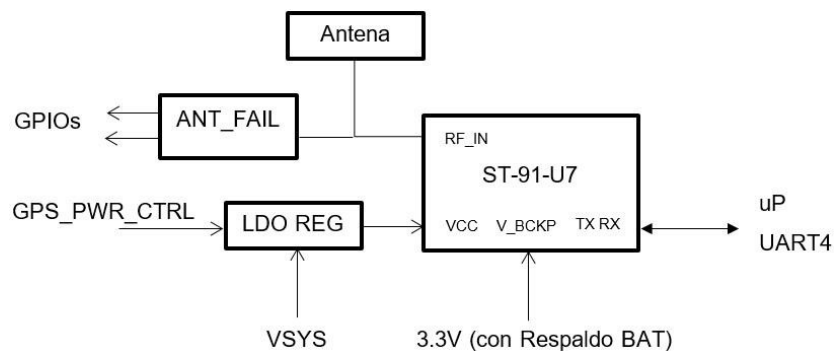 Antena
GPIOs
ANT_FAIL
RF_IN
ST-91-U7
GPS_PWR_CTRL
LDO REG
VCC
V_BCKP
TX RX
uP
UART4
VSYS
3.3V (con Respaldo BAT)